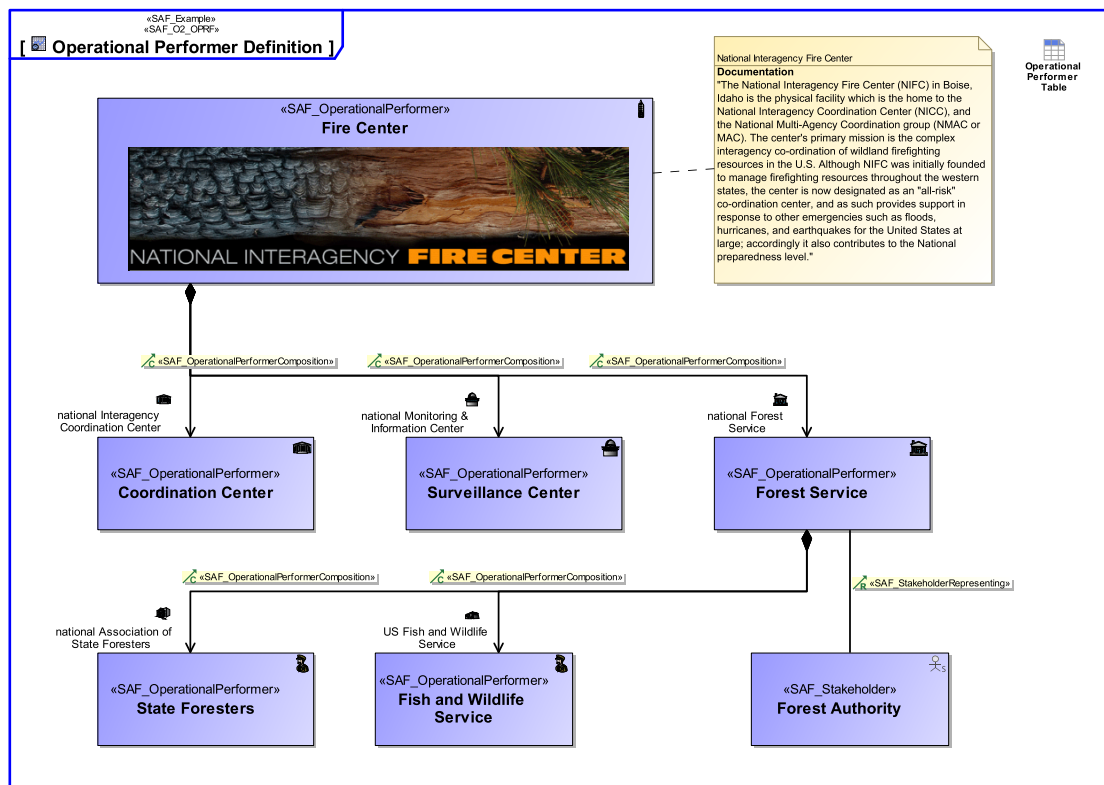 «SAF_Example»
«SAF_O2_OPRF»
[ Operational Performer Definition ]
«SAF_OperationalPerformer»
Fire Center
NATIONAL INTERAGENCY FIRE CENTER
National Interagency Fire Center
Documentation
"The National Interagency Fire Center (NIFC) in Boise,
Idaho is the physical facility which is the home to the
National Interagency Coordination Center (NICC), and
the National Multi-Agency Coordination group (NMAC or
MAC). The center's primary mission is the complex
interagency co-ordination of wildland firefighting
resources in the U.S. Although NIFC was initially founded
to manage firefighting resources throughout the western
states, the center is now designated as an "all-risk"
co-ordination center, and as such provides support in
response to other emergencies such as floods,
hurricanes, and earthquakes for the United States at
large; accordingly it also contributes to the National
preparedness level."
Operational
Performer
Table
C «SAF_OperationalPerformerComposition»
C «SAF_OperationalPerformerComposition»
C «SAF_OperationalPerformerComposition»
national Interagency
Coordination Center
national Monitoring &
Information Center
national Forest
Service
«SAF_OperationalPerformer»
Coordination Center
«SAF_OperationalPerformer»
Surveillance Center
«SAF_OperationalPerformer»
Forest Service
C «SAF_OperationalPerformerComposition»
C «SAF_OperationalPerformerComposition»
R «SAF_StakeholderRepresenting»
national Association of
State Foresters
US Fish and Wildlife
Service
«SAF_OperationalPerformer»
State Foresters
«SAF_OperationalPerformer»
Fish and Wildlife
Service
S
«SAF_Stakeholder»
Forest Authority